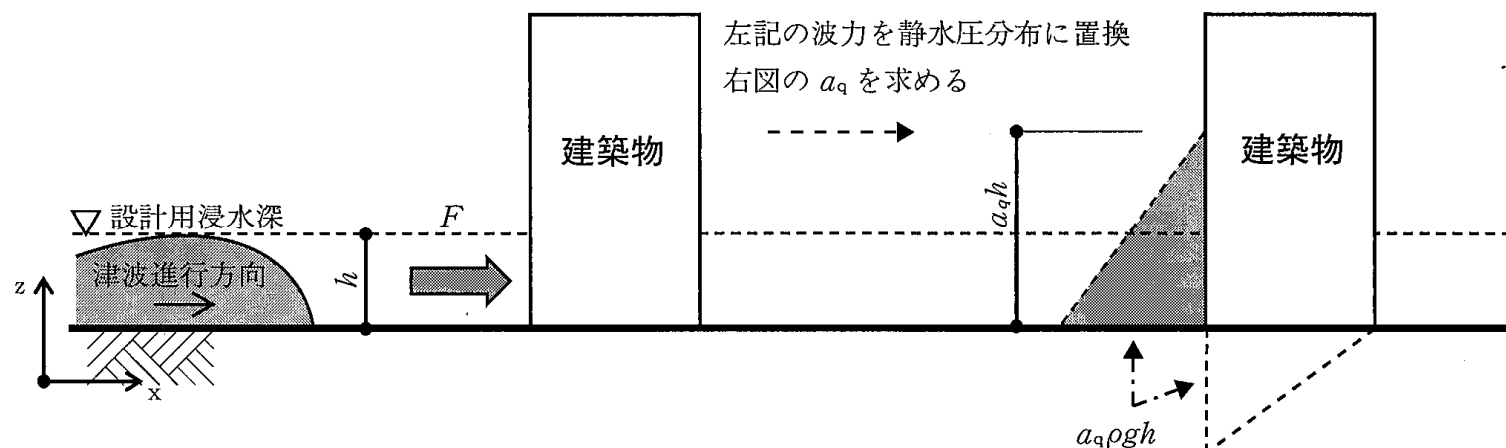 左記の波力を静水圧分布に置換
右図の aq を求める
建築物
建築物
設計用浸水深
F
aqh
津波進行方向
h
z
x
aqρgh